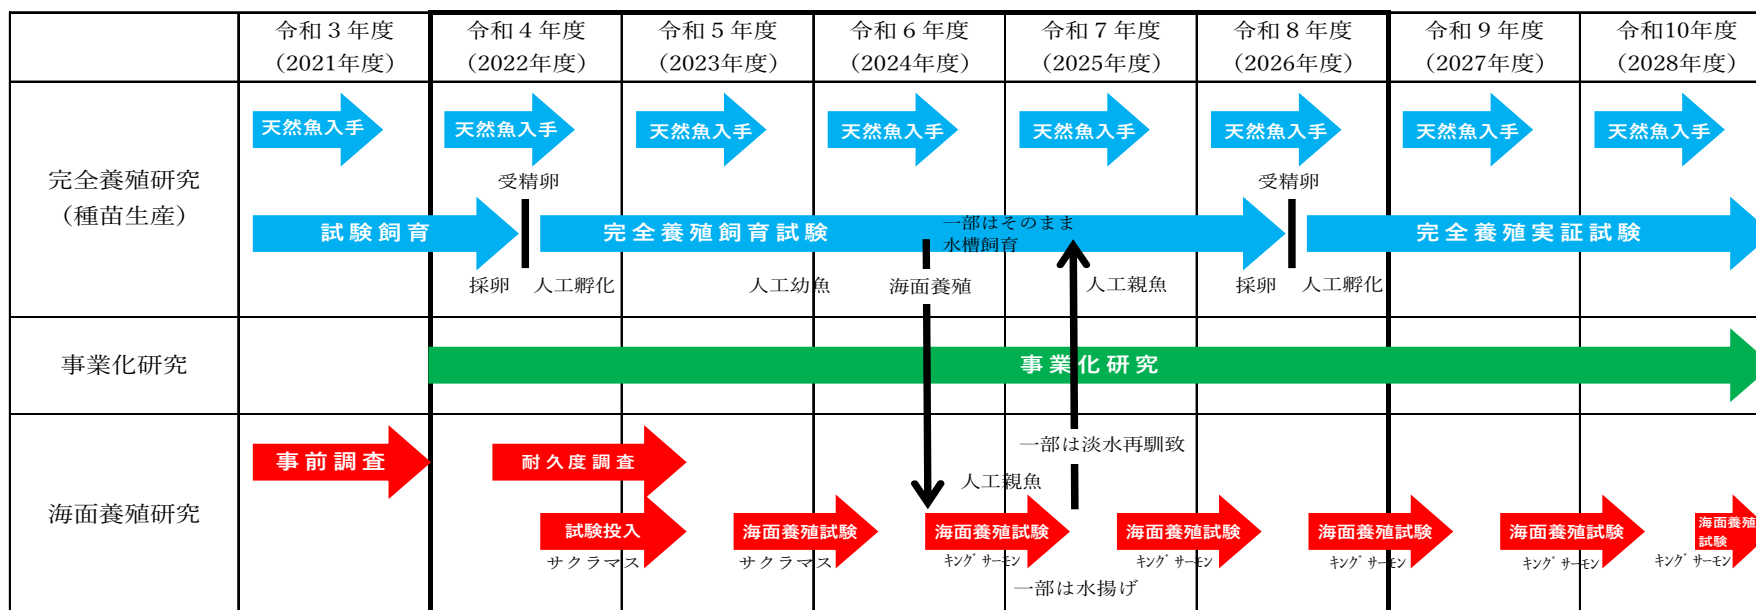 令和３年度
（2021年度）
令和４年度
（2022年度）
令和５年度
（2023年度）
令和６年度
（2024年度）
令和７年度
（2025年度）
令和８年度
（2026年度）
令和９年度
（2027年度）
令和10年度
（2028年度）
完全養殖研究
（種苗生産）
天然魚入手
天然魚入手
天然魚入手
天然魚入手
天然魚入手
天然魚入手
天然魚入手
天然魚入手
受精卵
受精卵
試験飼育
完全養殖飼育試験
一部はそのまま
水槽飼育
完全養殖実証試験
採卵
人工孵化
人工幼魚
海面養殖
人工親魚
採卵
人工孵化
事業化研究
事業化研究
海面養殖研究
事前調査
耐久度調査
一部は淡水再馴致
人工親魚
試験投入
海面養殖試験
海面養殖試験
海面養殖試験
海面養殖試験
海面養殖試験
海面養殖
試験
サクラマス
サクラマス
ｷﾝｸﾞｻｰﾓﾝ
ｷﾝｸﾞｻｰﾓﾝ
ｷﾝｸﾞｻｰﾓﾝ
ｷﾝｸﾞｻｰﾓﾝ
ｷﾝｸﾞｻｰﾓﾝ
一部は水揚げ